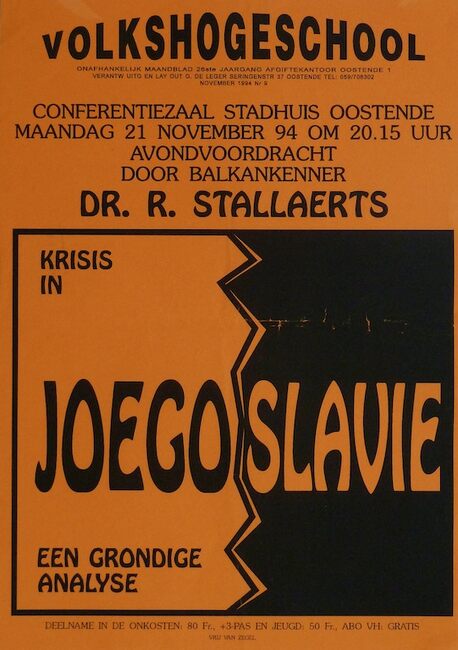 VOLKSHOGESCHOOL
ONAFHANKELIJK MAANDBLAD 26ste JAARGANG AFGIFTEKANTOOR OOSTENDE 1
VERANTW UITG EN LAY OUT G. DE LEGER SERINGENSTR 37 OOSTENDE TEL: 059/708302
NOVEMBER 1994 Nr 9
CONFERENTIEZAAL STADHUIS OOSTENDE
MAANDAG 21 NOVEMBER 94 OM 20.15 UUR
AVONDVOORDRACHT
DOOR BALKANKENNER
DR. R. STALLAERTS
KRISIS
IN
JOEGOSLAVIE
EEN GRONDIGE
ANALYSE
DEELNAME IN DE ONKOSTEN: 80 Fr., +3-PAS EN JEUGD: 50 Fr., ABO VH: GRATIS
VRIJ VAN ZEGEL